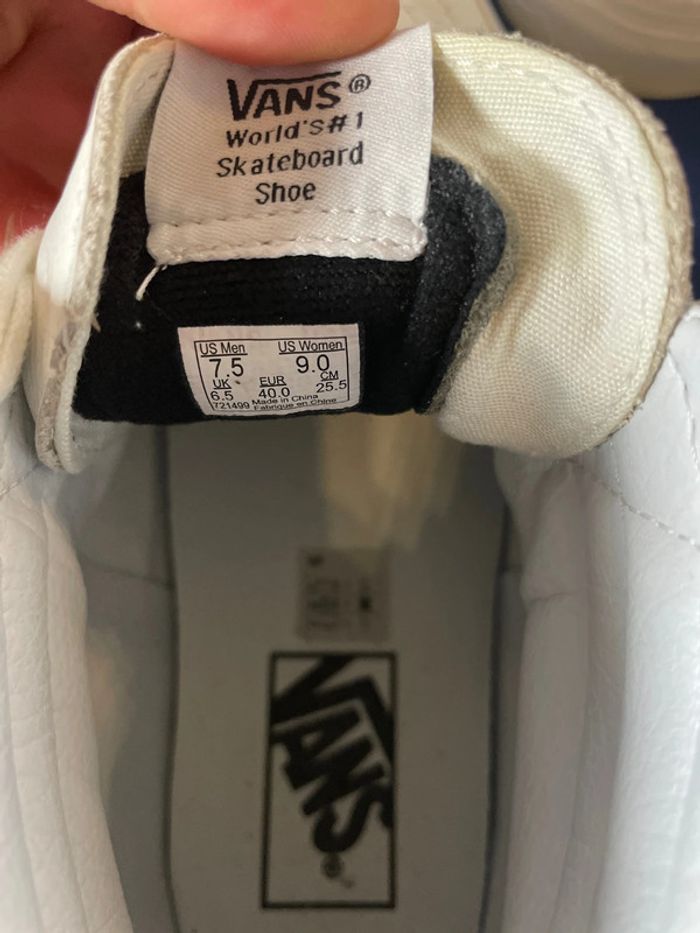 VANS®
World's#1
Skateboard
Shoe
US Men US Women
7.5 9.0
UK EUR CM
6.5 40.0 25.5
721499 Made in China
Fabrique en Chine
VANS®